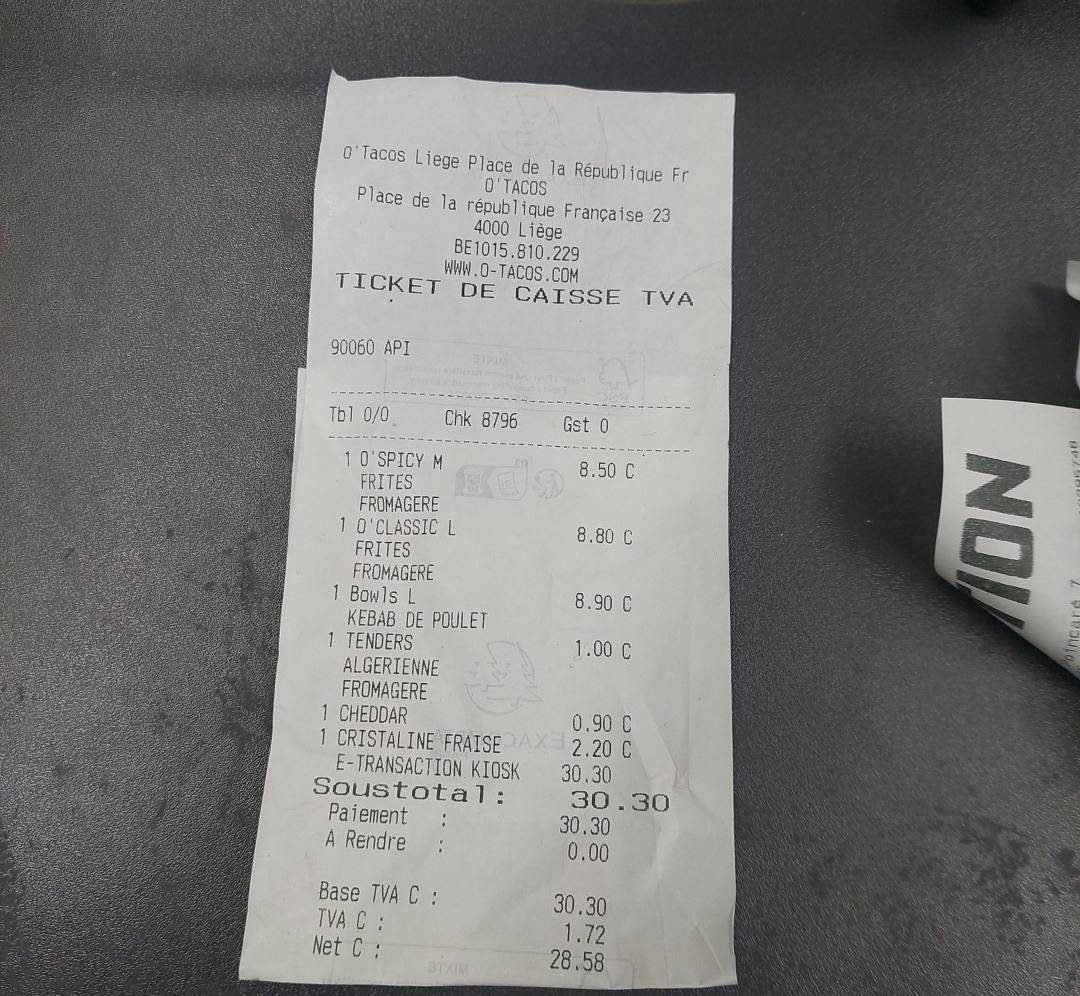 O'Tacos Liege Place de la République Fr
O'TACOS
Place de la république Française 23
4000 Liège
BE1015.810.229
WWW.O-TACOS.COM
TICKET DE CAISSE TVA
90060 API
Tbl 0/0 Chk 8796 Gst 0
1 O'SPICY M 8.50 C
FRITES
FROMAGERE
1 O'CLASSIC L 8.80 C
FRITES
FROMAGERE
1 Bowls L 8.90 C
KEBAB DE POULET
1 TENDERS 1.00 C
ALGERIENNE
FROMAGERE
1 CHEDDAR 0.90 C
1 CRISTALINE FRAISE 2.20 C
E-TRANSACTION KIOSK 30.30
Soustotal: 30.30
Paiement : 30.30
A Rendre : 0.00
Base TVA C : 30.30
TVA C : 1.72
Net C : 28.58
MIXTE
TION